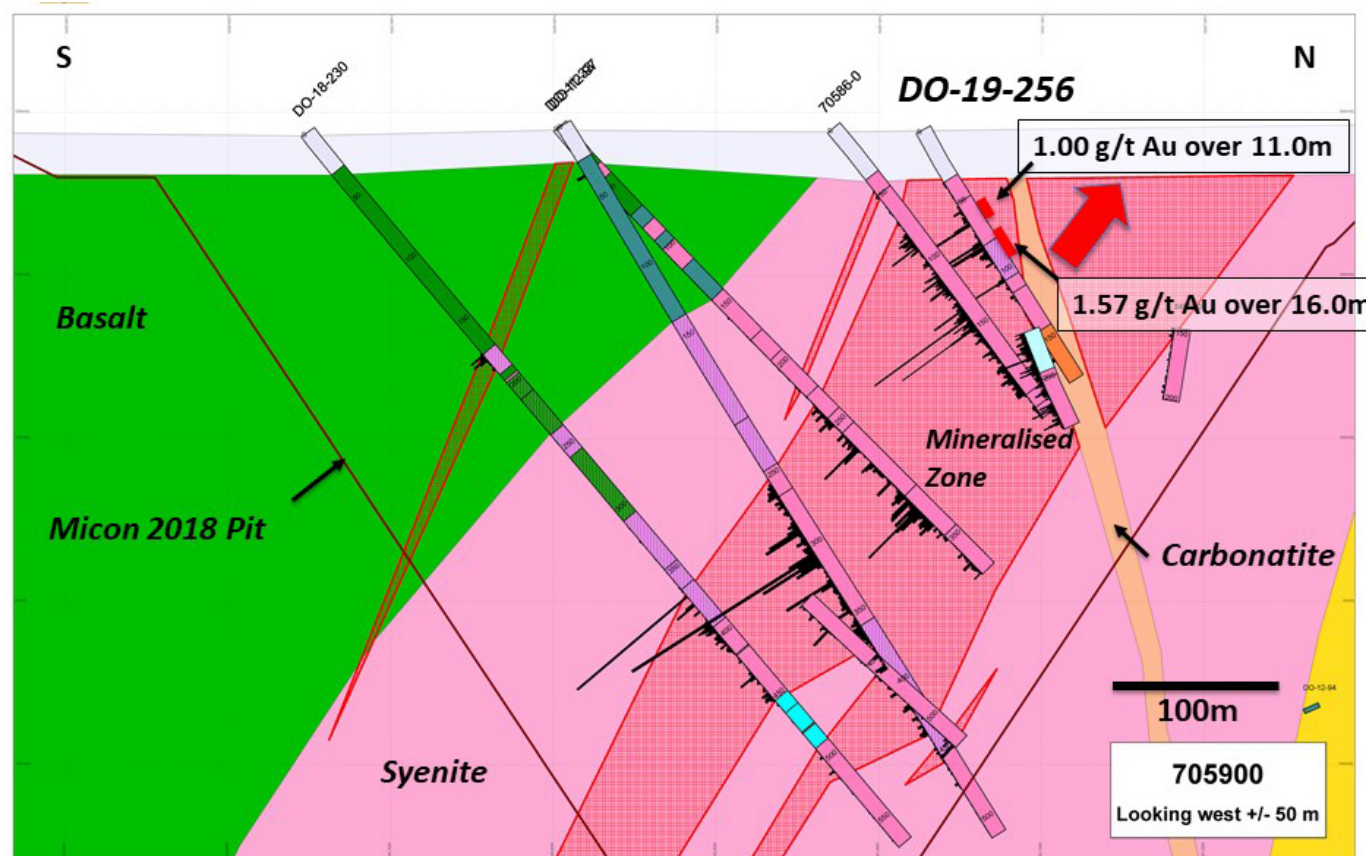 S
N
DO-18-230
70586-0
DO-19-256
1.00 g/t Au over 11.0m
1.57 g/t Au over 16.0m
Basalt
Mineralised
Zone
Micon 2018 Pit
Carbonatite
Syenite
100m
DO-12-94
705900
Looking west +/- 50 m